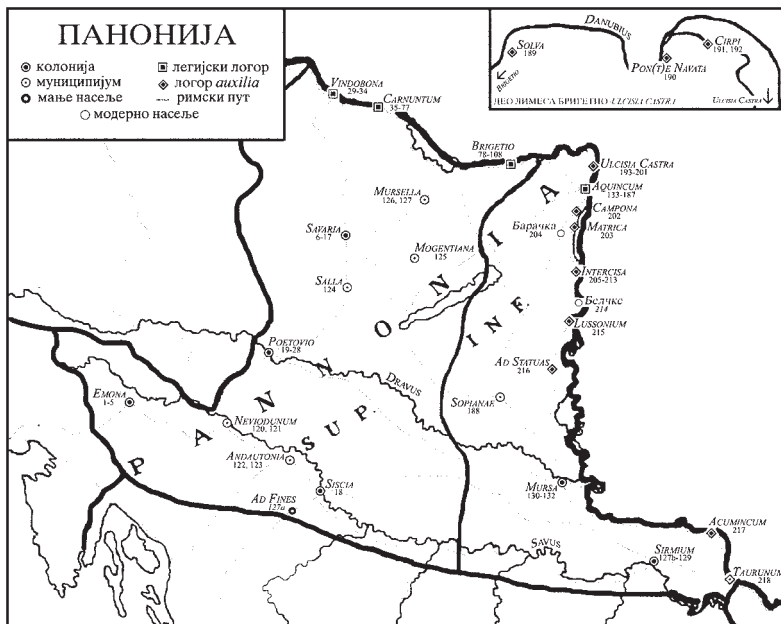 ПАНОНИЈА
колонија
муниципијум
мање насеље
легијски логор
логор auxilia
римски пут
модерно насеље
DANUBIUS
SOLVA
189
BRIGETIO
CIRPI
191, 192
PON(T)E NAVATA
190
ULCISIA CASTRA
ДЕО ЛИМЕСА БРИГЕТИО-ULCISIA CASTRA
VINDOBONA
29-34
CARNUNTUM
35-77
BRIGETIO
78-108
ULCISIA CASTRA
193-201
AQUINCUM
133-187
MURSELLA
126, 127
CAMPONA
202
MATRICA
203
Барачка
204
SAVARIA
6-17
MOGENTIANA
125
SALLA
124
INTERCISA
205-213
Белчке
214
LUSSONIUM
215
POETOVIO
19-28
AD STATUAS
216
DRAVUS
SOPIANAE
188
EMONA
1-5
NEVIODUNUM
120, 121
ANDAUTONIA
122, 123
SISCIA
18
AD FINES
127a
MURSA
130-132
SAVUS
ACUMINCUM
217
SIRMIUM
127b-129
TAURUNUM
218
PANNONIA
SUP.
INF.